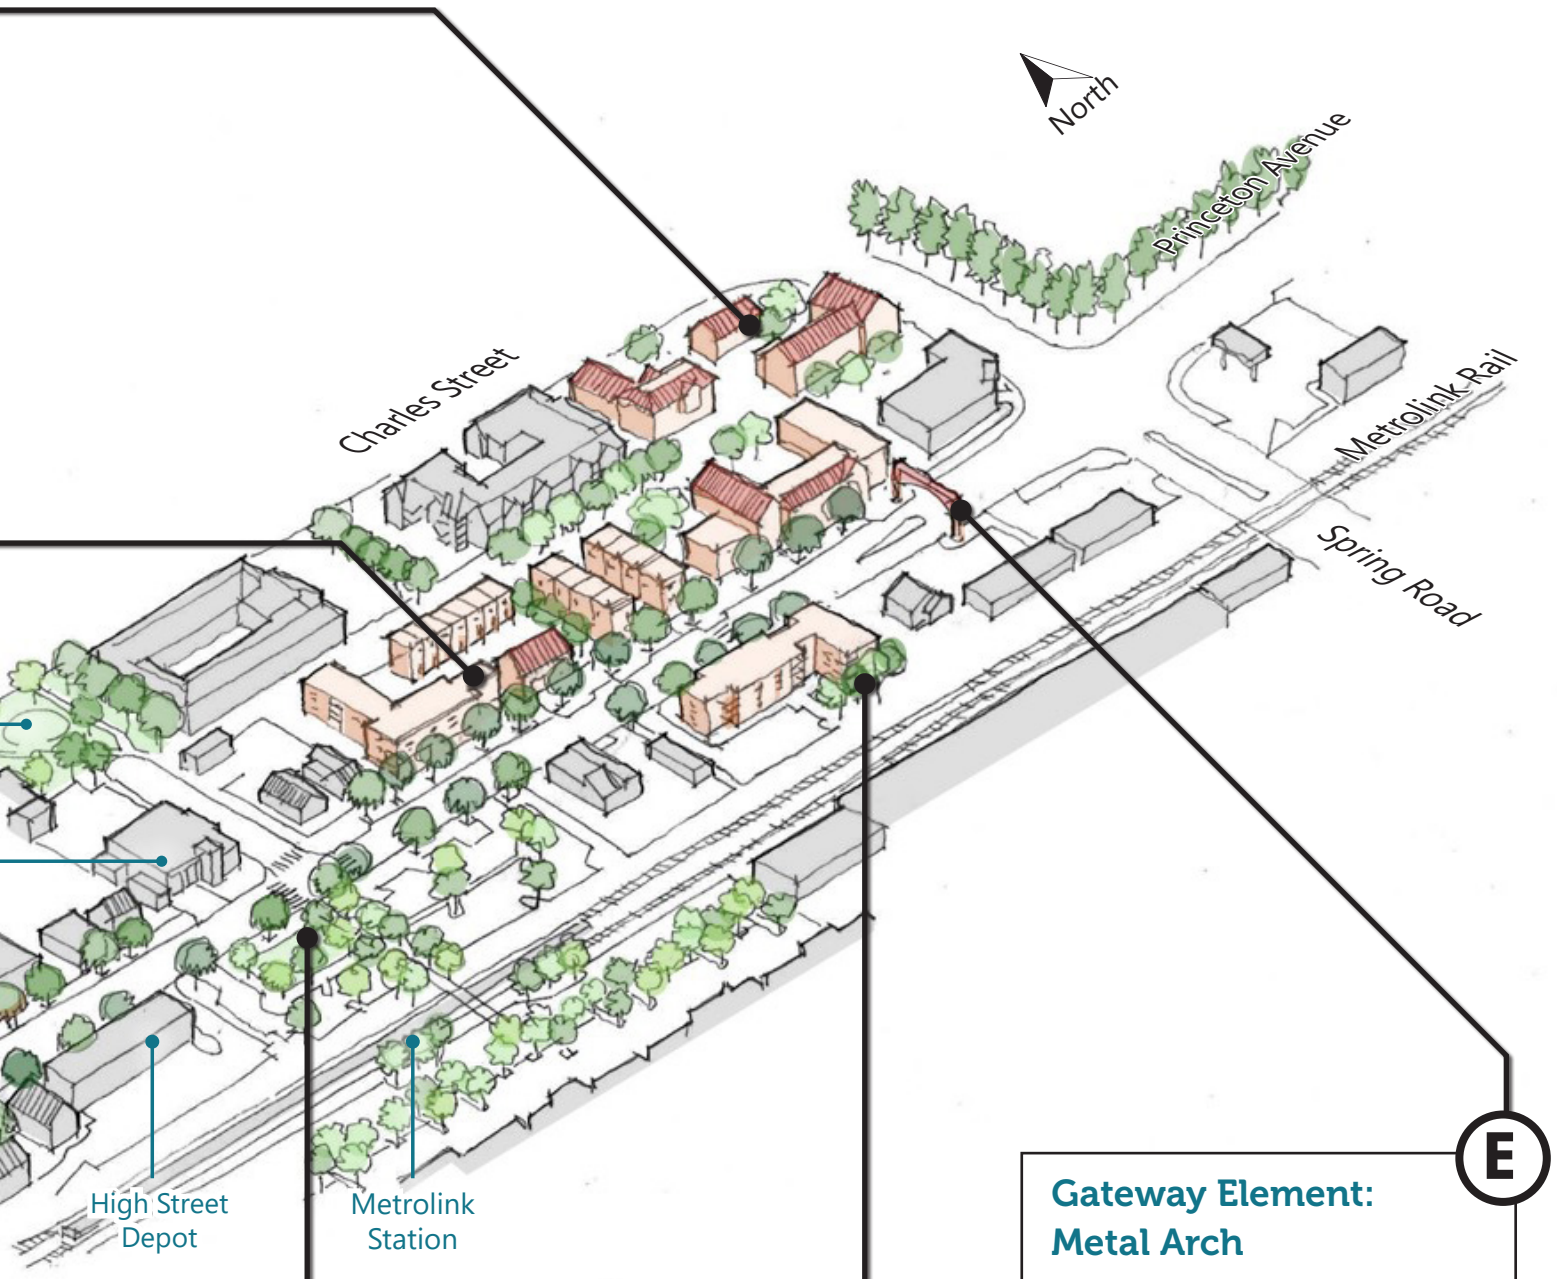 North
Princeton Avenue
Charles Street
Metrolink Rail
Spring Road
High Street
Depot
Metrolink
Station
E
Gateway Element:
Metal Arch